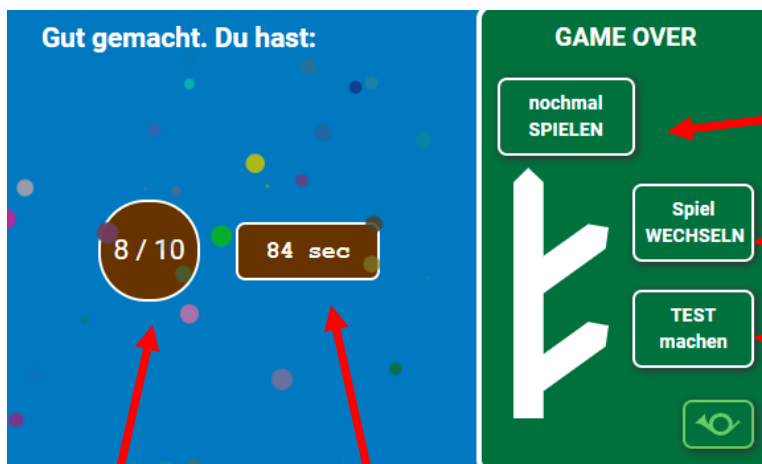 Gut gemacht. Du hast:
8 / 10
84 sec
GAME OVER
nochmal
SPIELEN
Spiel
WECHSELN
TEST
machen